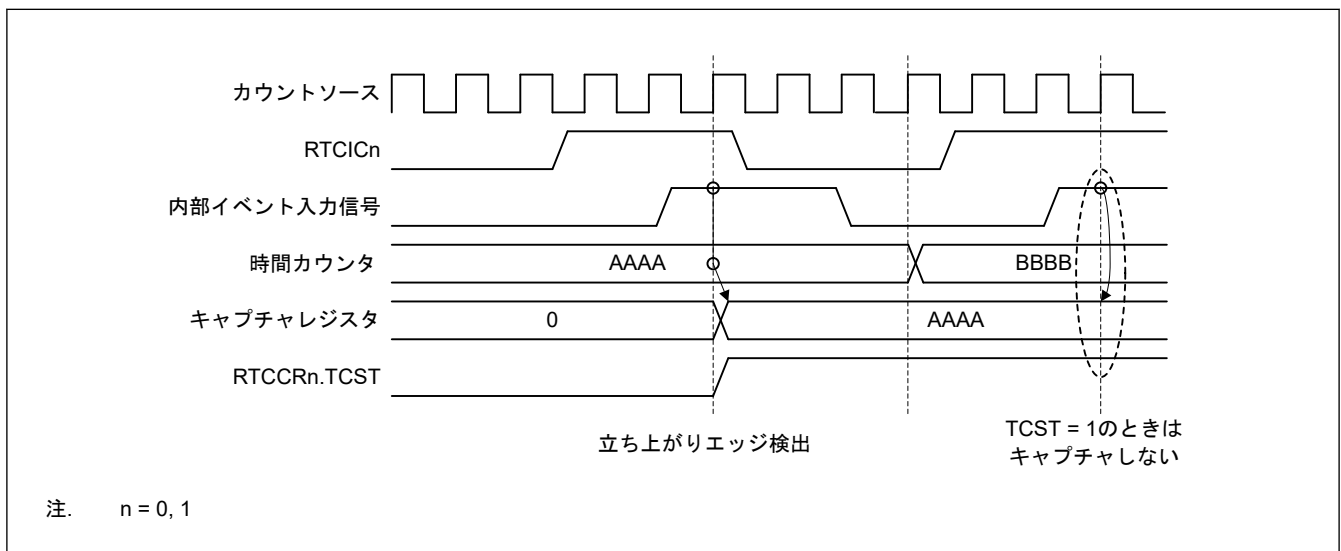 カウントソース
RTCICn
内部イベント入力信号
時間カウンタ
AAAA
BBBB
キャプチャレジスタ
0
AAAA
RTCCRn.TCST
立ち上がりエッジ検出
TCST = 1のときは
キャプチャしない
注. n = 0, 1